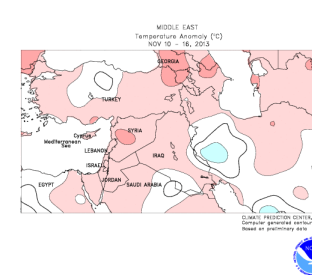 MIDDLE EAST
Temperature Anomaly (°C)
NOV 10 - 16, 2013
GEORGIA
TURKEY
Cyprus
SYRIA
Mediterranean
Sea
LEBANON
IRAQ
ISRAEL
JORDAN
EGYPT
SAUDI ARABIA
CLIMATE PREDICTION CENTER,
Computer generated contour
Based on preliminary data